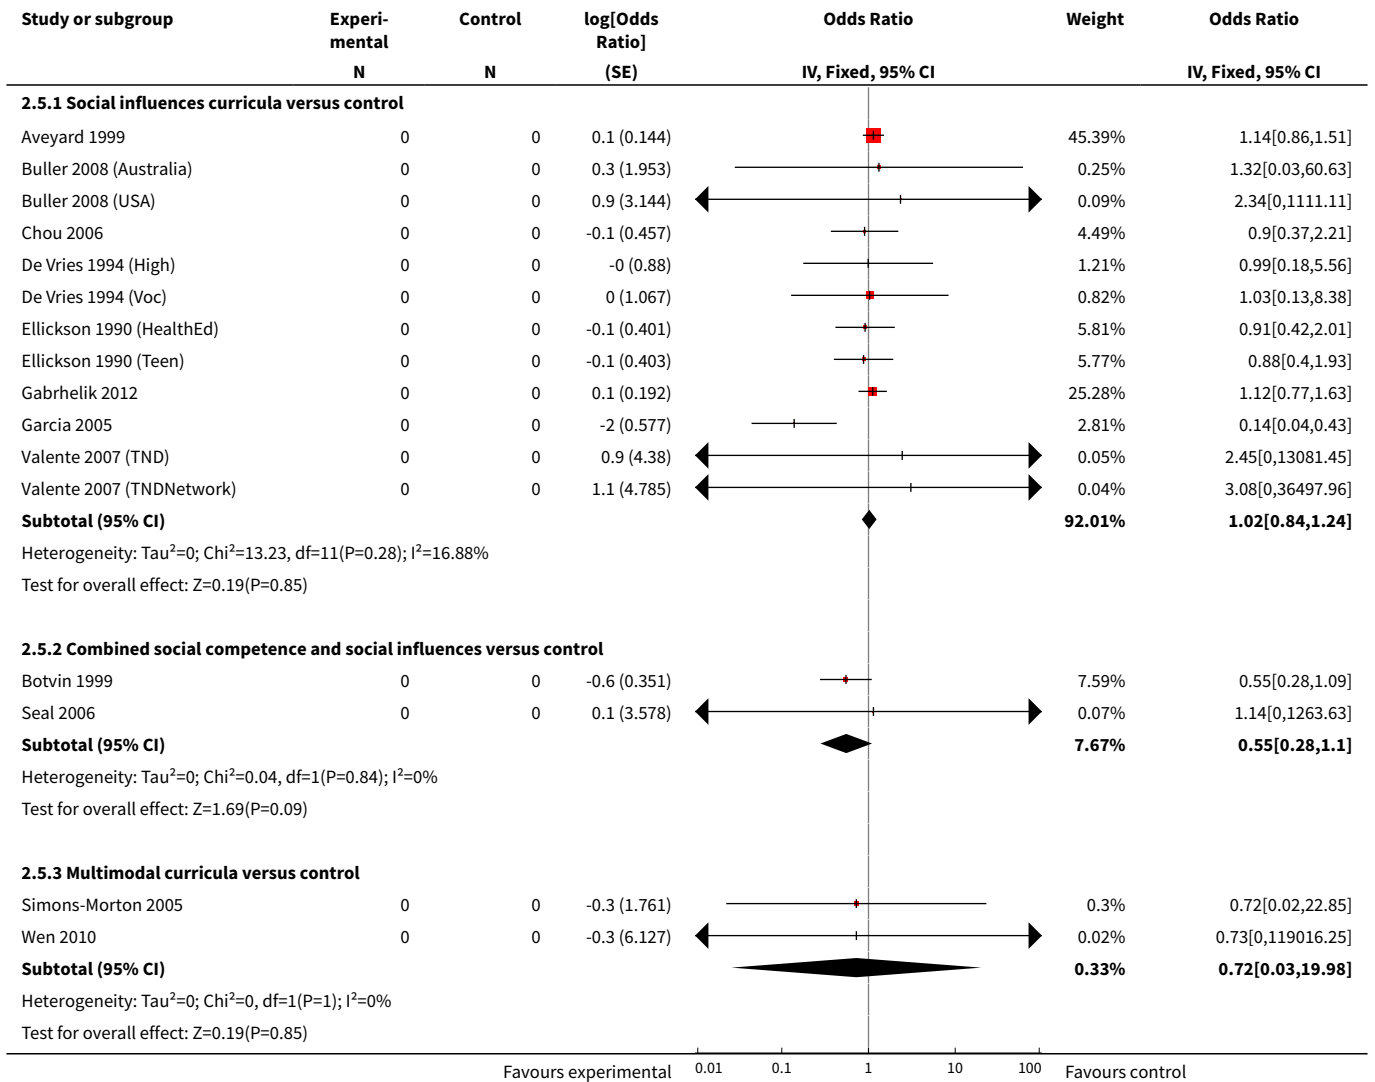 Study or subgroup Experi- Control log[Odds Odds Ratio Weight Odds Ratio
mental Ratio]
N N (SE) IV, Fixed, 95% CI IV, Fixed, 95% CI
2.5.1 Social influences curricula versus control
Aveyard 1999 0 0 0.1 (0.144) 45.39% 1.14[0.86,1.51]
Buller 2008 (Australia) 0 0 0.3 (1.953) 0.25% 1.32[0.03,60.63]
Buller 2008 (USA) 0 0 0.9 (3.144) 0.09% 2.34[0,1111.11]
Chou 2006 0 0 -0.1 (0.457) 4.49% 0.9[0.37,2.21]
De Vries 1994 (High) 0 0 -0 (0.88) 1.21% 0.99[0.18,5.56]
De Vries 1994 (Voc) 0 0 0 (1.067) 0.82% 1.03[0.13,8.38]
Ellickson 1990 (HealthEd) 0 0 -0.1 (0.401) 5.81% 0.91[0.42,2.01]
Ellickson 1990 (Teen) 0 0 -0.1 (0.403) 5.77% 0.88[0.4,1.93]
Gabrhelik 2012 0 0 0.1 (0.192) 25.28% 1.12[0.77,1.63]
Garcia 2005 0 0 -2 (0.577) 2.81% 0.14[0.04,0.43]
Valente 2007 (TND) 0 0 0.9 (4.38) 0.05% 2.45[0,13081.45]
Valente 2007 (TNDNetwork) 0 0 1.1 (4.785) 0.04% 3.08[0,36497.96]
Subtotal (95% CI) 92.01% 1.02[0.84,1.24]
Heterogeneity: Tau²=0; Chi²=13.23, df=11(P=0.28); I²=16.88%
Test for overall effect: Z=0.19(P=0.85)
2.5.2 Combined social competence and social influences versus control
Botvin 1999 0 0 -0.6 (0.351) 7.59% 0.55[0.28,1.09]
Seal 2006 0 0 0.1 (3.578) 0.07% 1.14[0,1263.63]
Subtotal (95% CI) 7.67% 0.55[0.28,1.1]
Heterogeneity: Tau²=0; Chi²=0.04, df=1(P=0.84); I²=0%
Test for overall effect: Z=1.69(P=0.09)
2.5.3 Multimodal curricula versus control
Simons-Morton 2005 0 0 -0.3 (1.761) 0.3% 0.72[0.02,22.85]
Wen 2010 0 0 -0.3 (6.127) 0.02% 0.73[0,119016.25]
Subtotal (95% CI) 0.33% 0.72[0.03,19.98]
Heterogeneity: Tau²=0; Chi²=0, df=1(P=1); I²=0%
Test for overall effect: Z=0.19(P=0.85)
Favours experimental 0.01 0.1 1 10 100 Favours control